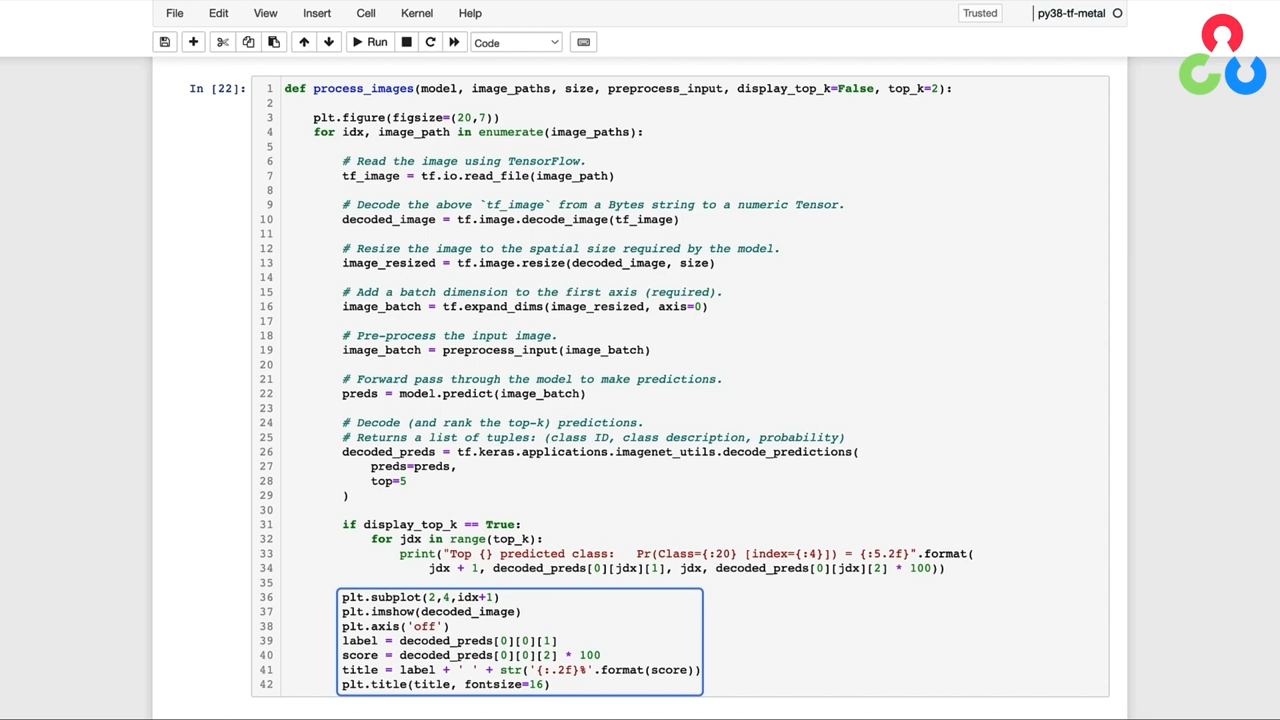 File Edit View Insert Cell Kernel Help Trusted py38-tf-metal
Run Code
In [22]:
1 def process_images(model, image_paths, size, preprocess_input, display_top_k=False, top_k=2):
2
3     plt.figure(figsize=(20,7))
4     for idx, image_path in enumerate(image_paths):
5
6         # Read the image using TensorFlow.
7         tf_image = tf.io.read_file(image_path)
8
9         # Decode the above `tf_image` from a Bytes string to a numeric Tensor.
10         decoded_image = tf.image.decode_image(tf_image)
11
12         # Resize the image to the spatial size required by the model.
13         image_resized = tf.image.resize(decoded_image, size)
14
15         # Add a batch dimension to the first axis (required).
16         image_batch = tf.expand_dims(image_resized, axis=0)
17
18         # Pre-process the input image.
19         image_batch = preprocess_input(image_batch)
20
21         # Forward pass through the model to make predictions.
22         preds = model.predict(image_batch)
23
24         # Decode (and rank the top-k) predictions.
25         # Returns a list of tuples: (class ID, class description, probability)
26         decoded_preds = tf.keras.applications.imagenet_utils.decode_predictions(
27             preds=preds,
28             top=5
29         )
30
31         if display_top_k == True:
32             for jdx in range(top_k):
33                 print("Top {} predicted class:   Pr(Class={:20} [index={:4}]) = {:5.2f}".format(
34                     jdx + 1, decoded_preds[0][jdx][1], jdx, decoded_preds[0][jdx][2] * 100))
35
36         plt.subplot(2,4,idx+1)
37         plt.imshow(decoded_image)
38         plt.axis('off')
39         label = decoded_preds[0][0][1]
40         score = decoded_preds[0][0][2] * 100
41         title = label + ' ' + str('{:.2f}%'.format(score))
42         plt.title(title, fontsize=16)